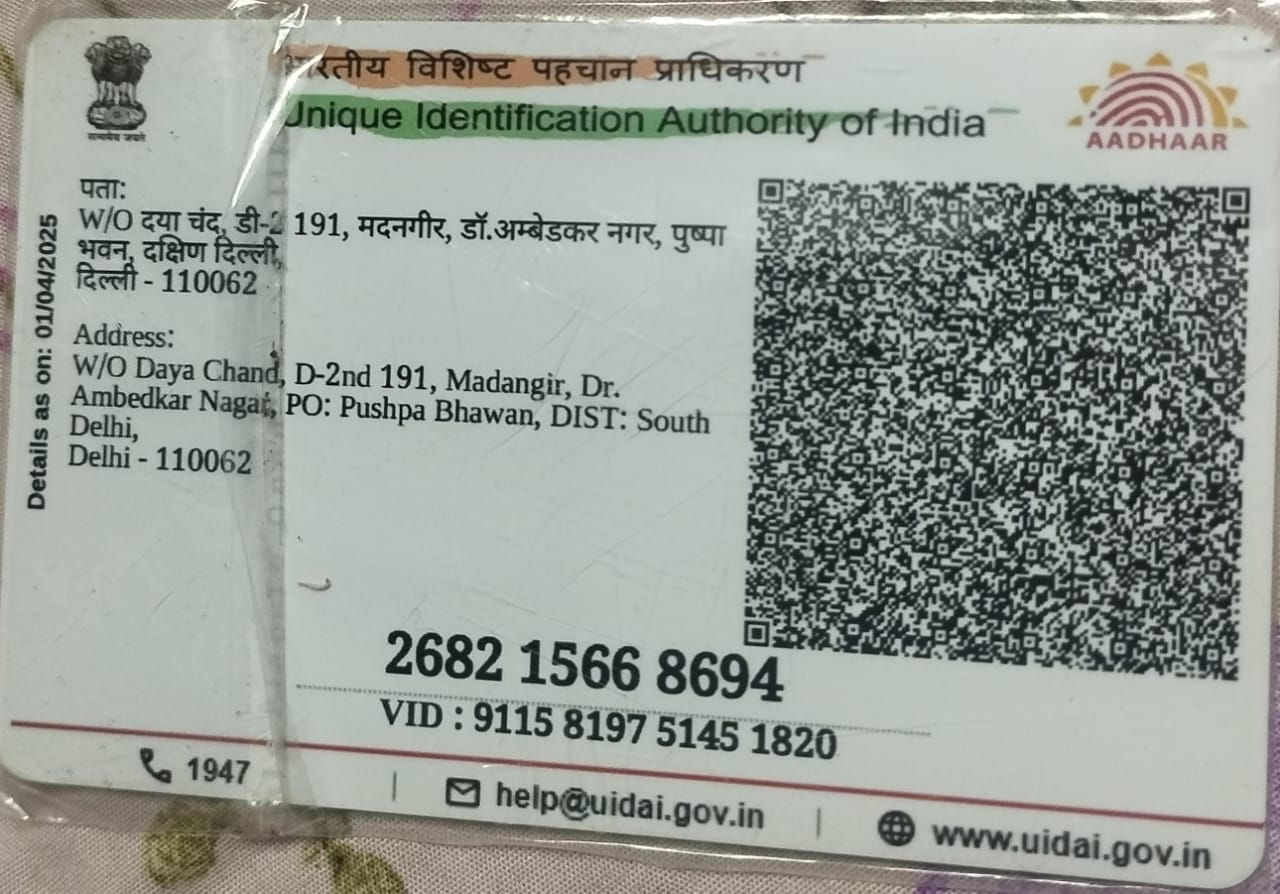 सत्यमेव जयते
भारतीय विशिष्ट पहचान प्राधिकरण
Unique Identification Authority of India
AADHAAR
Details as on: 01/04/2025
पता:
W/O दया चंद, डी-2 191, मदनगीर, डॉ.अम्बेडकर नगर, पुष्पा
भवन, दक्षिण दिल्ली,
दिल्ली - 110062
Address:
W/O Daya Chand, D-2nd 191, Madangir, Dr.
Ambedkar Nagar, PO: Pushpa Bhawan, DIST: South
Delhi,
Delhi - 110062
2682 1566 8694
VID : 9115 8197 5145 1820
1947 | help@uidai.gov.in | www.uidai.gov.in